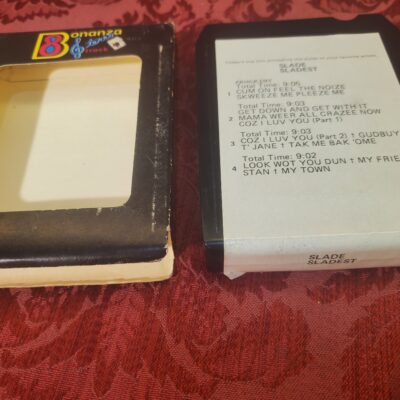 Bonanza
8
track
SLADE
SLADEST
Total Time: 9:05
CUM ON FEEL THE NOIZE
1 SKWEEZE ME PLEEZE ME
Total Time: 9:03
GET DOWN AND GET WITH IT
2 MAMA WEER ALL CRAZEE NOW
COZ I LUV YOU (Part 1)
Total Time: 9:03
3 COZ I LUV YOU (Part 2) † GUDBUY
T' JANE † TAK ME BAK 'OME
Total Time: 9:02
4 LOOK WOT YOU DUN † MY FRIE
STAN † MY TOWN
SLADE
SLADEST